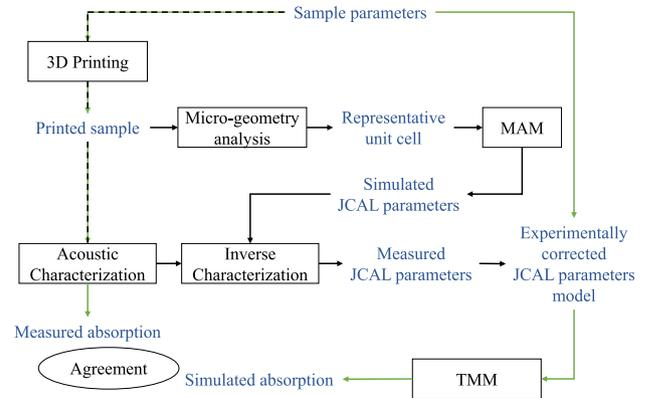 Sample parameters
3D Printing
Printed sample
Micro-geometry
analysis
Representative
unit cell
MAM
Simulated
JCAL parameters
Acoustic
Characterization
Inverse
Characterization
Measured
JCAL parameters
Experimentally
corrected
JCAL parameters
model
Measured absorption
Agreement
Simulated absorption
TMM